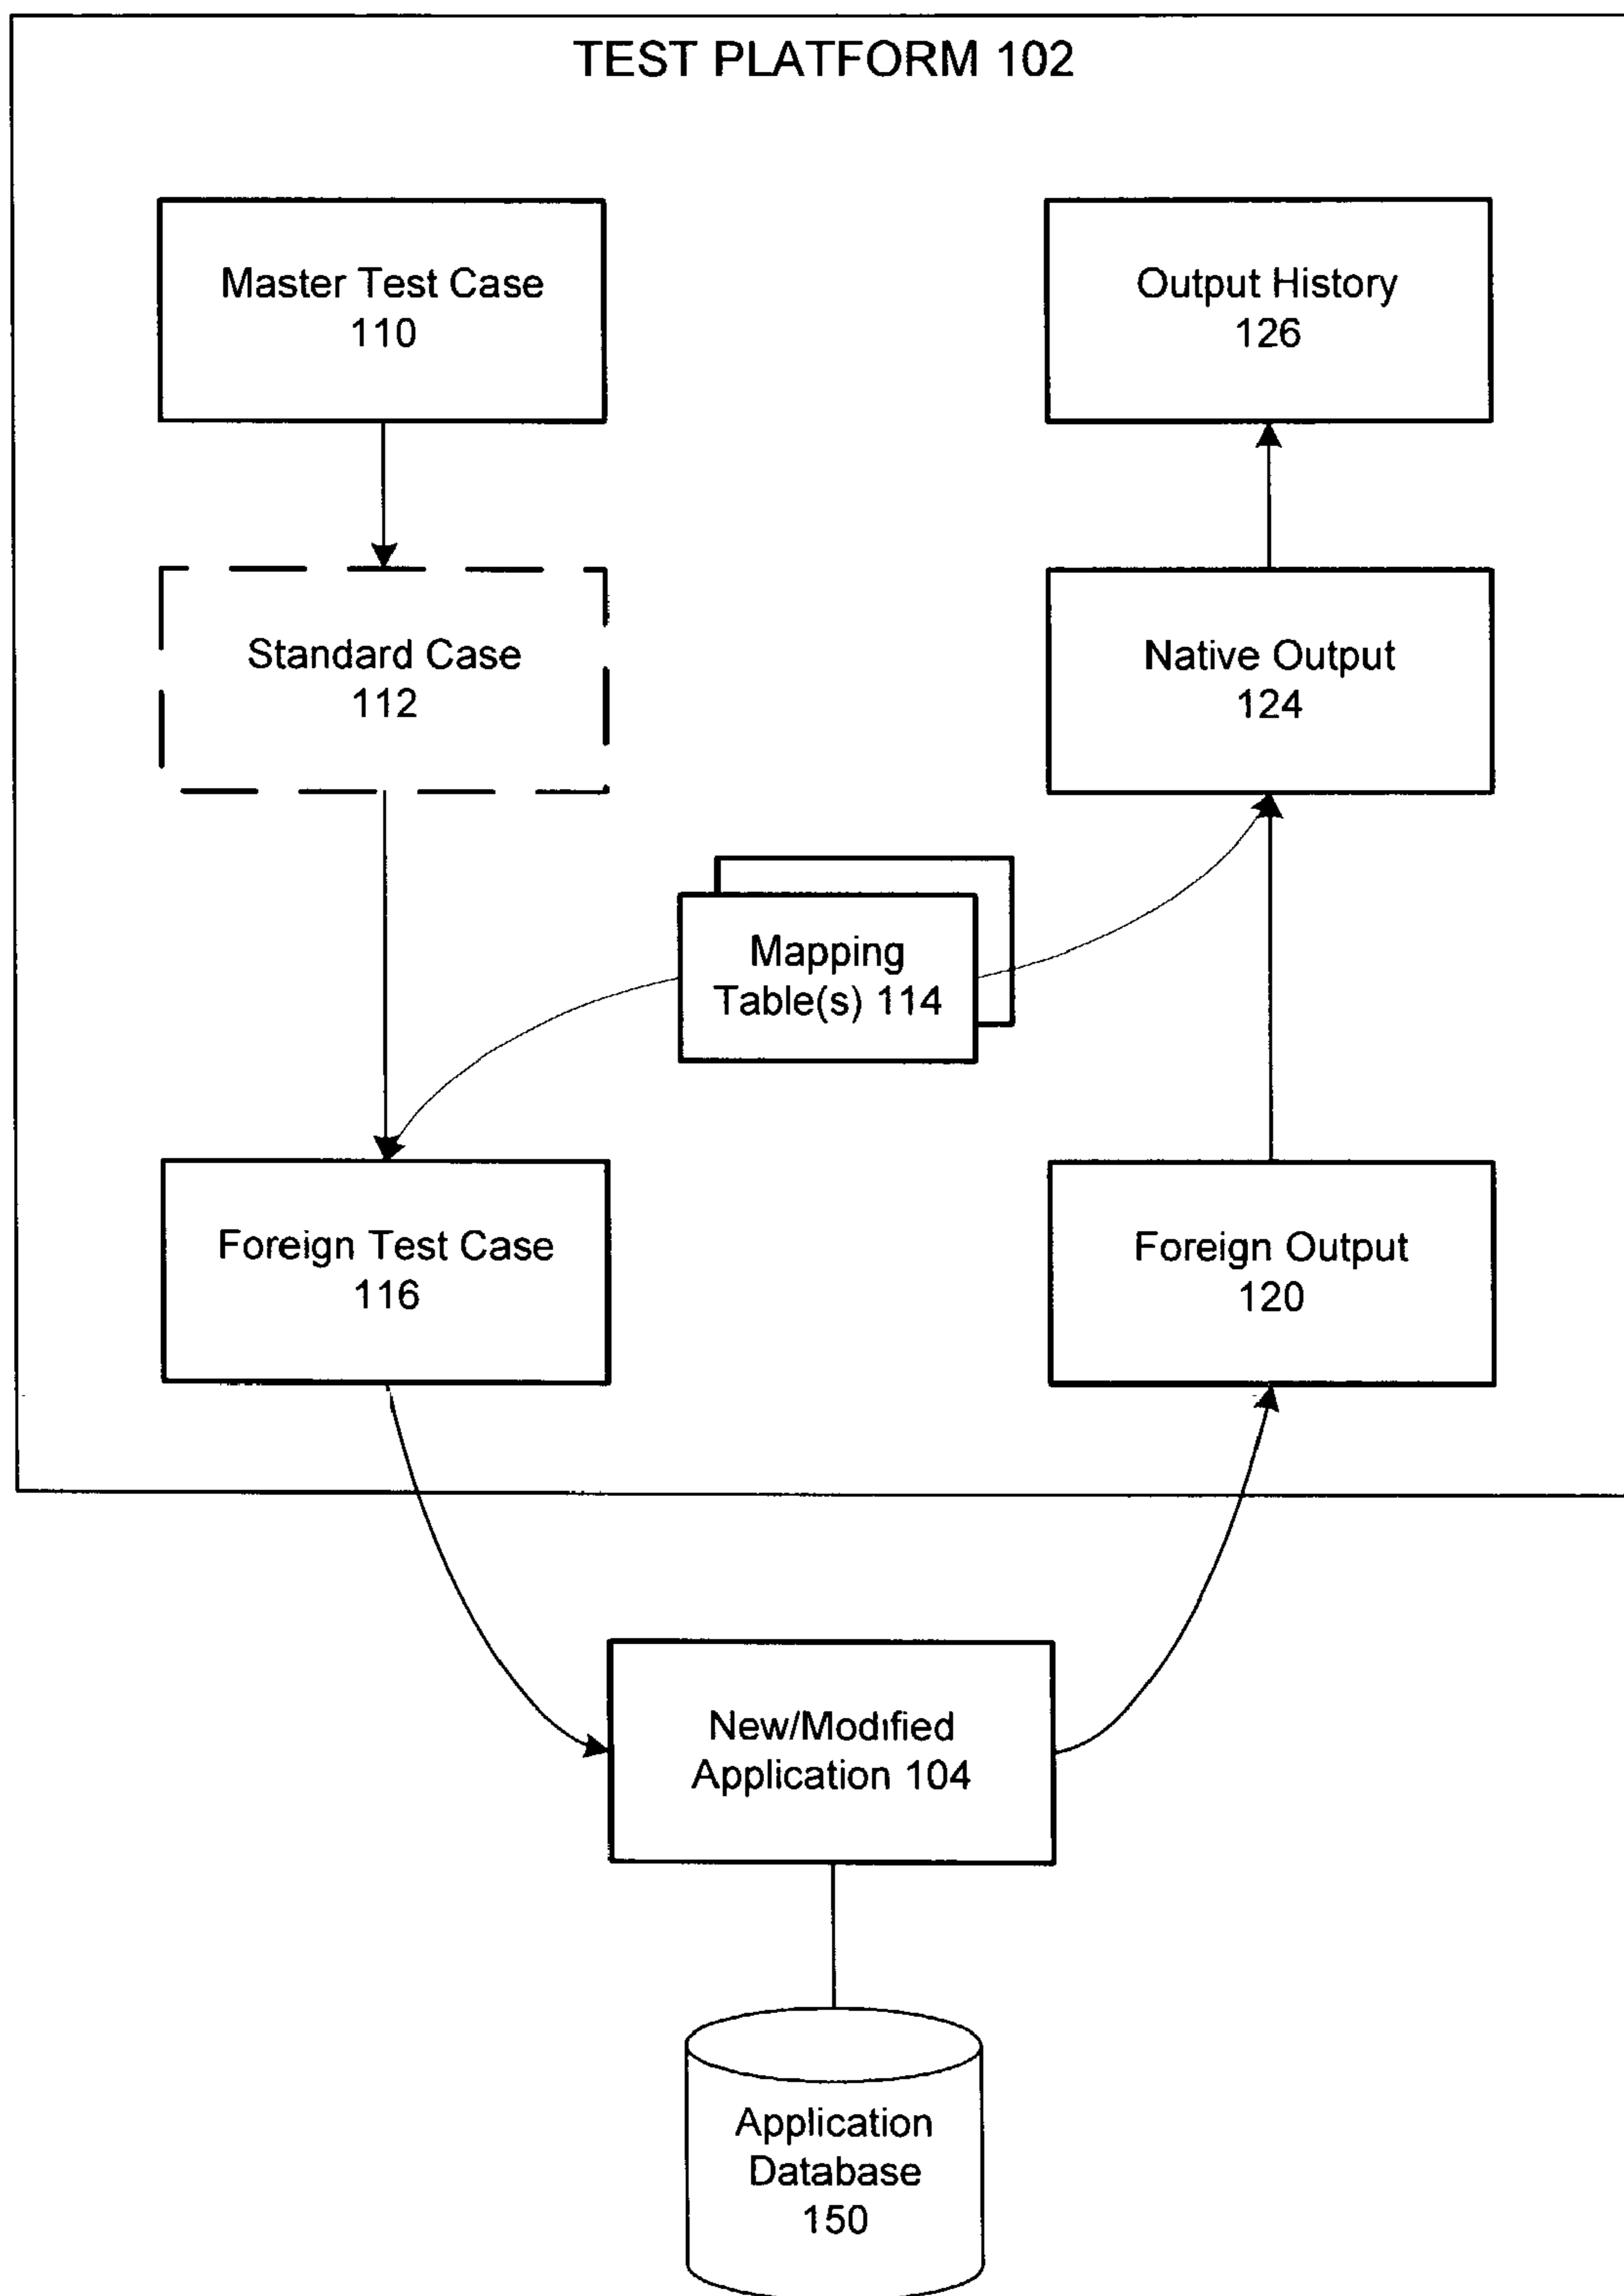 TEST PLATFORM 102
Master Test Case
110
Output History
126
Standard Case
112
Native Output
124
Mapping
Table(s) 114
Foreign Test Case
116
Foreign Output
120
New/Modified
Application 104
Application
Database
150